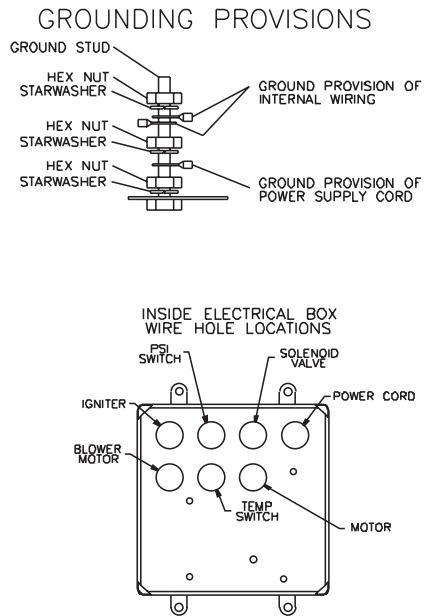 GROUNDING PROVISIONS
GROUND STUD
HEX NUT
STARWASHER
GROUND PROVISION OF
INTERNAL WIRING
HEX NUT
STARWASHER
HEX NUT
STARWASHER
GROUND PROVISION OF
POWER SUPPLY CORD
INSIDE ELECTRICAL BOX
WIRE HOLE LOCATIONS
PSI
SWITCH
SOLENOID
VALVE
IGNITER
POWER CORD
BLOWER
MOTOR
TEMP
SWITCH
MOTOR